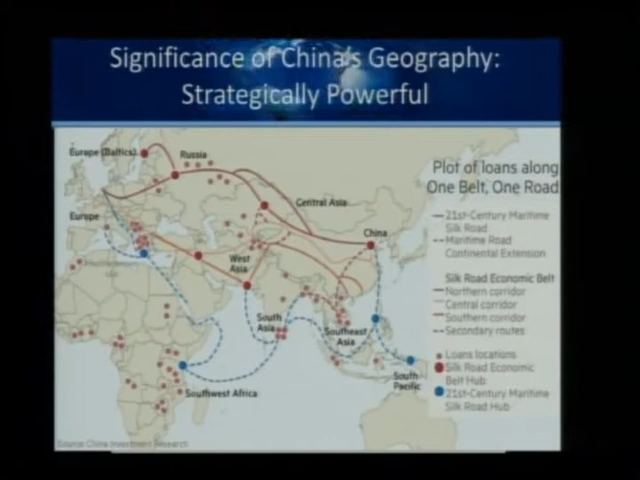 Significance of China's Geography:
Strategically Powerful
Europe (Baltics)
Russia
Plot of loans along
One Belt, One Road
Central Asia
21st-Century Maritime
Silk Road
Europe
China
Maritime Road
Continental Extension
West
Asia
Silk Road Economic Belt
Northern corridor
Central corridor
Southern corridor
Secondary routes
South
Asia
Southeast
Asia
Loans locations
Silk Road Economic
Belt Hub
South
Pacific
21st-Century Maritime
Silk Road Hub
Southwest Africa
Source: China Investment Research